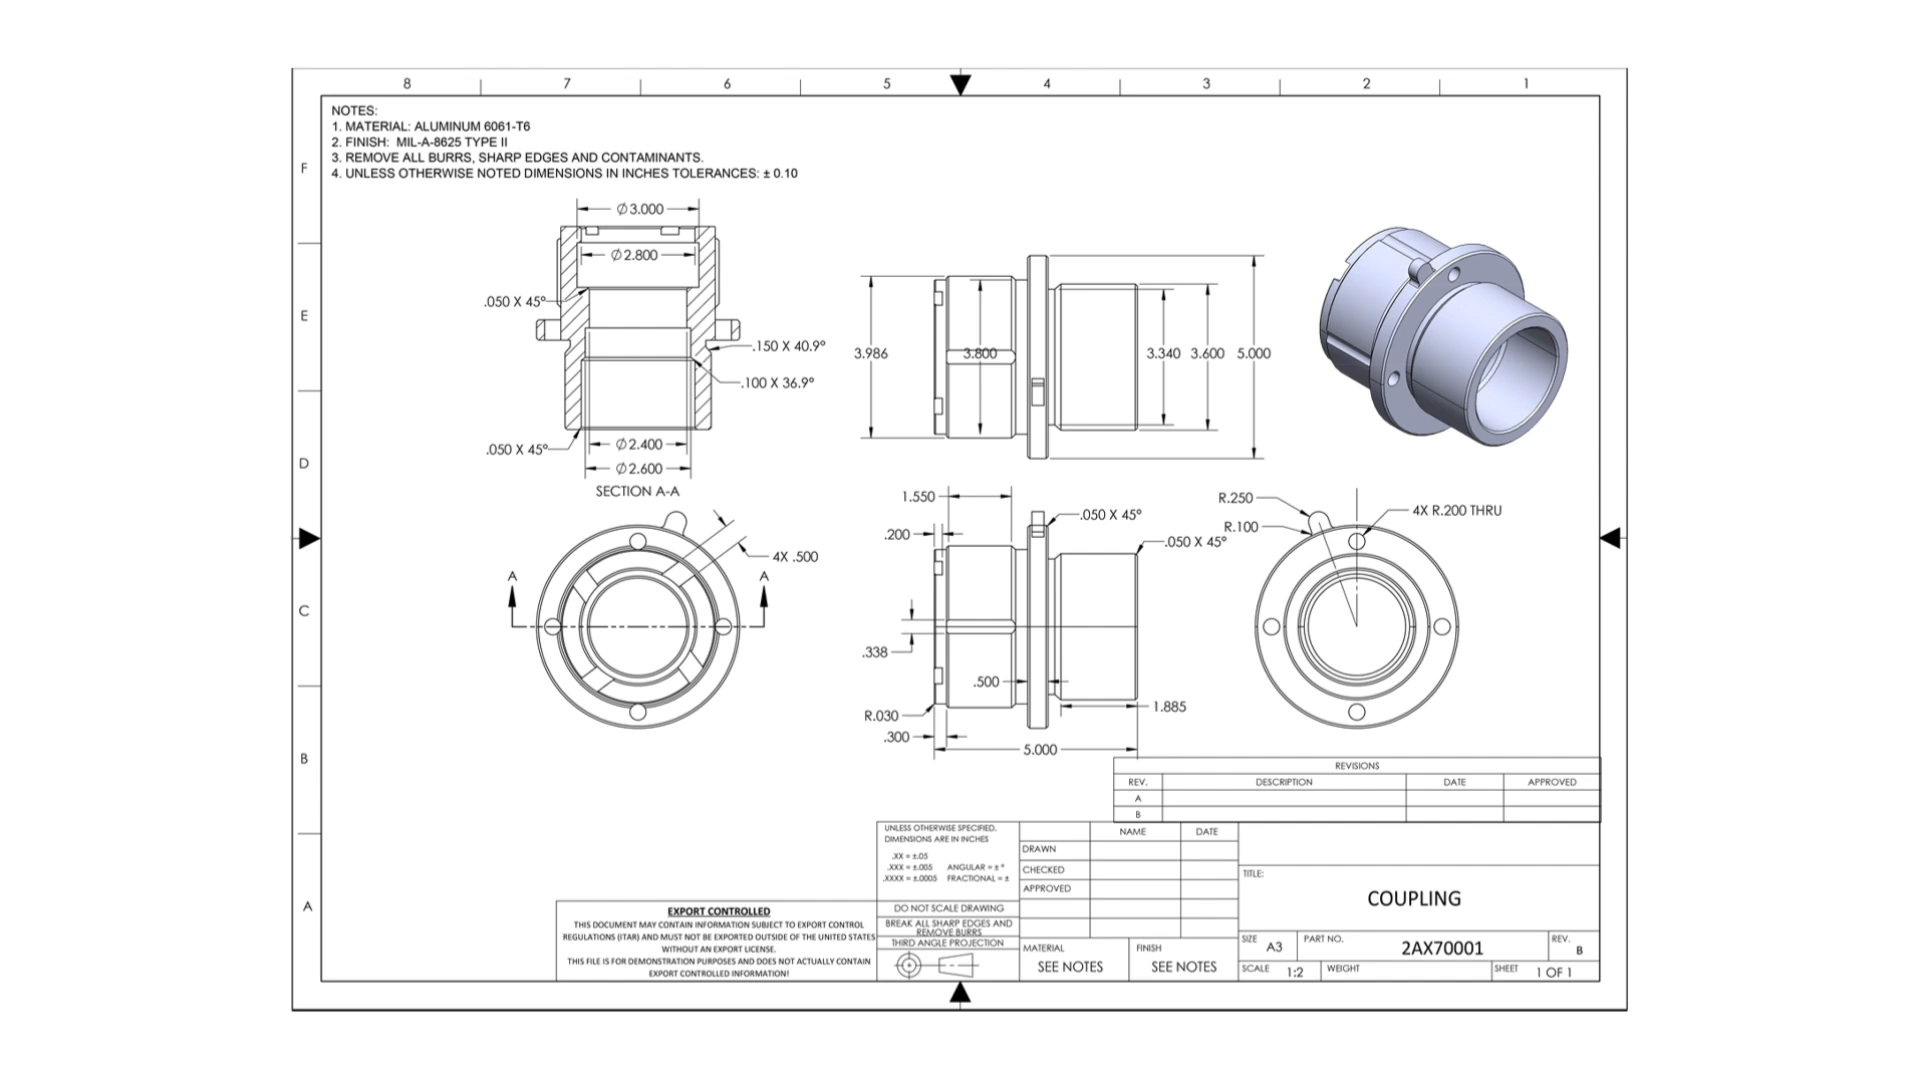 8 7 6 5 4 3 2 1
F
E
D
C
B
A
NOTES:
1. MATERIAL: ALUMINUM 6061-T6
2. FINISH: MIL-A-8625 TYPE II
3. REMOVE ALL BURRS, SHARP EDGES AND CONTAMINANTS.
4. UNLESS OTHERWISE NOTED DIMENSIONS IN INCHES TOLERANCES: ± 0.10
∅3.000
∅2.800
.050 X 45°
.150 X 40.9°
.100 X 36.9°
.050 X 45°
∅2.400
∅2.600
SECTION A-A
3.986
3.800
3.340
3.600
5.000
4X .500
A A
1.550
.200
.050 X 45°
.050 X 45°
.338
.500
R.030
.300
1.885
5.000
R.250
R.100
4X R.200 THRU
REVISIONS
REV. DESCRIPTION DATE APPROVED
A
B
UNLESS OTHERWISE SPECIFIED,
DIMENSIONS ARE IN INCHES
.XX = ±.05
.XXX = ±.005 ANGULAR = ± °
.XXXX = ±.0005 FRACTIONAL = ±
DO NOT SCALE DRAWING
BREAK ALL SHARP EDGES AND
REMOVE BURRS
THIRD ANGLE PROJECTION
NAME DATE
DRAWN
CHECKED
APPROVED
MATERIAL
SEE NOTES
FINISH
SEE NOTES
TITLE:
COUPLING
SIZE A3
PART NO. 2AX70001
REV. B
SCALE 1:2
WEIGHT
SHEET 1 OF 1
EXPORT CONTROLLED
THIS DOCUMENT MAY CONTAIN INFORMATION SUBJECT TO EXPORT CONTROL
REGULATIONS (ITAR) AND MUST NOT BE EXPORTED OUTSIDE OF THE UNITED STATES
WITHOUT AN EXPORT LICENSE.
THIS FILE IS FOR DEMONSTRATION PURPOSES AND DOES NOT ACTUALLY CONTAIN
EXPORT CONTROLLED INFORMATION!